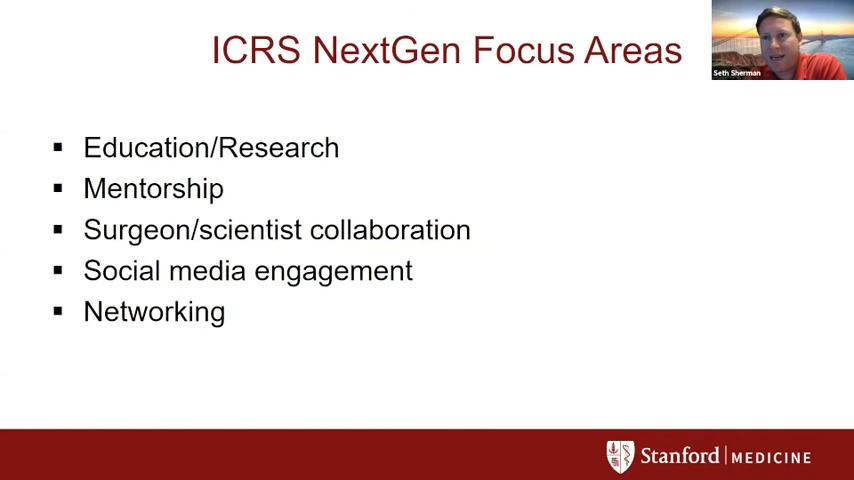 ICRS NextGen Focus Areas
Seth Sherman
▪ Education/Research
▪ Mentorship
▪ Surgeon/scientist collaboration
▪ Social media engagement
▪ Networking
Stanford | MEDICINE